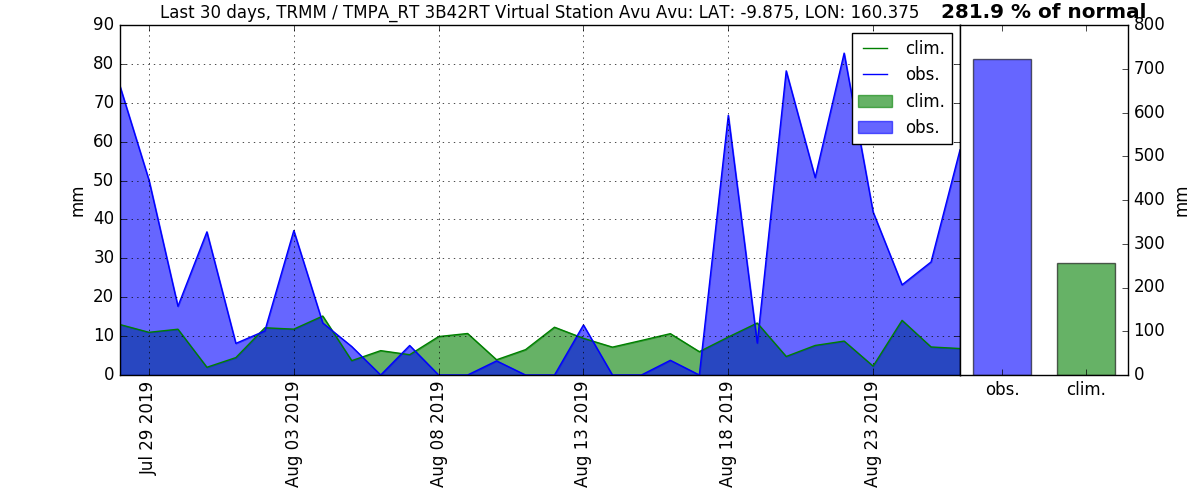 Last 30 days, TRMM / TMPA_RT 3B42RT Virtual Station Avu Avu: LAT: -9.875, LON: 160.375
281.9 % of normal
90
80
70
60
50
40
30
20
10
0
mm
clim.
obs.
clim.
obs.
Jul 29 2019
Aug 03 2019
Aug 08 2019
Aug 13 2019
Aug 18 2019
Aug 23 2019
800
700
600
500
400
300
200
100
0
mm
obs.
clim.